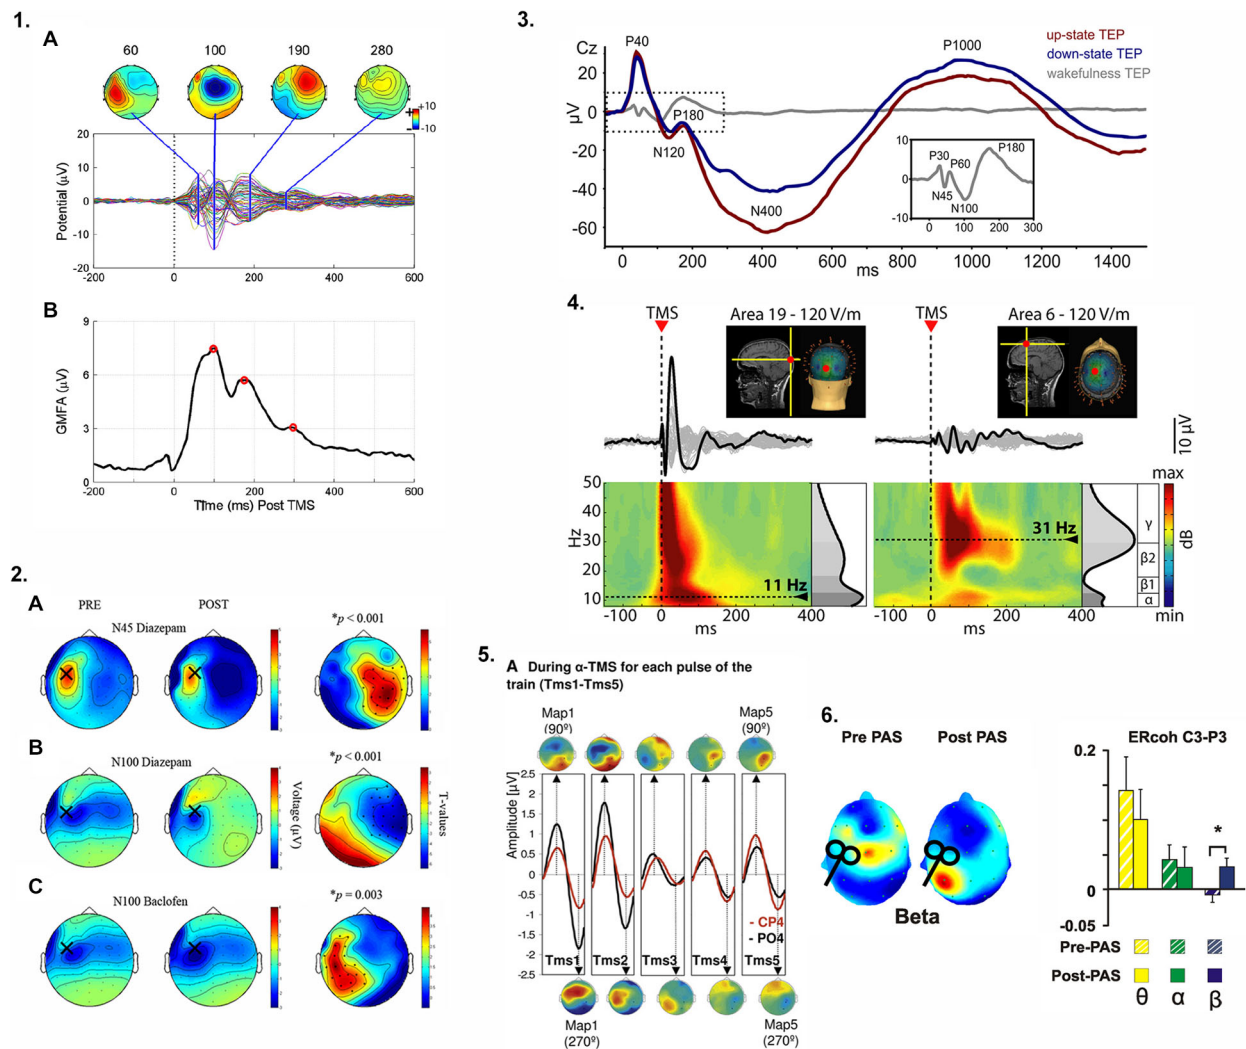 1.
A
60 100 190 280
+10
+
-
-10
Potential (µV)
20
10
0
-10
-20
-200 0 200 400 600
B
GMFA (µV)
9
6
3
0
-200 0 200 400 600
Time (ms) Post TMS
2.
A
PRE POST *p < 0.001
N45 Diazepam
B
N100 Diazepam *p < 0.001
Voltage (µV)
T-values
C
N100 Baclofen *p = 0.003
3.
Cz
µV
20
0
-20
-40
-60
P40
P180
N120
N400
P1000
up-state TEP
down-state TEP
wakefulness TEP
10
0
-10
P30 P60 P180
N45
N100
0 100 200 300
0 200 400 600 800 1000 1200 1400
ms
4.
TMS Area 19 - 120 V/m TMS Area 6 - 120 V/m
10 µV
Hz
50
40
30
20
10
11 Hz
31 Hz
γ
β2
β1
α
max
dB
min
-100 0 100 200 300 400
ms
-100 0 100 200 300 400
ms
5.
A During α-TMS for each pulse of the
train (Tms1-Tms5)
Map1
(90º)
Map5
(90º)
Amplitude [µV]
2.5
2
1.5
1
0.5
0
-0.5
-1
-1.5
-2
-2.5
- CP4
- PO4
Tms1 Tms2 Tms3 Tms4 Tms5
Map1
(270º)
Map5
(270º)
6.
Pre PAS Post PAS
Beta
ERcoh C3-P3
0.2
0.1
0
-0.05
*
Pre-PAS
Post-PAS
θ α β